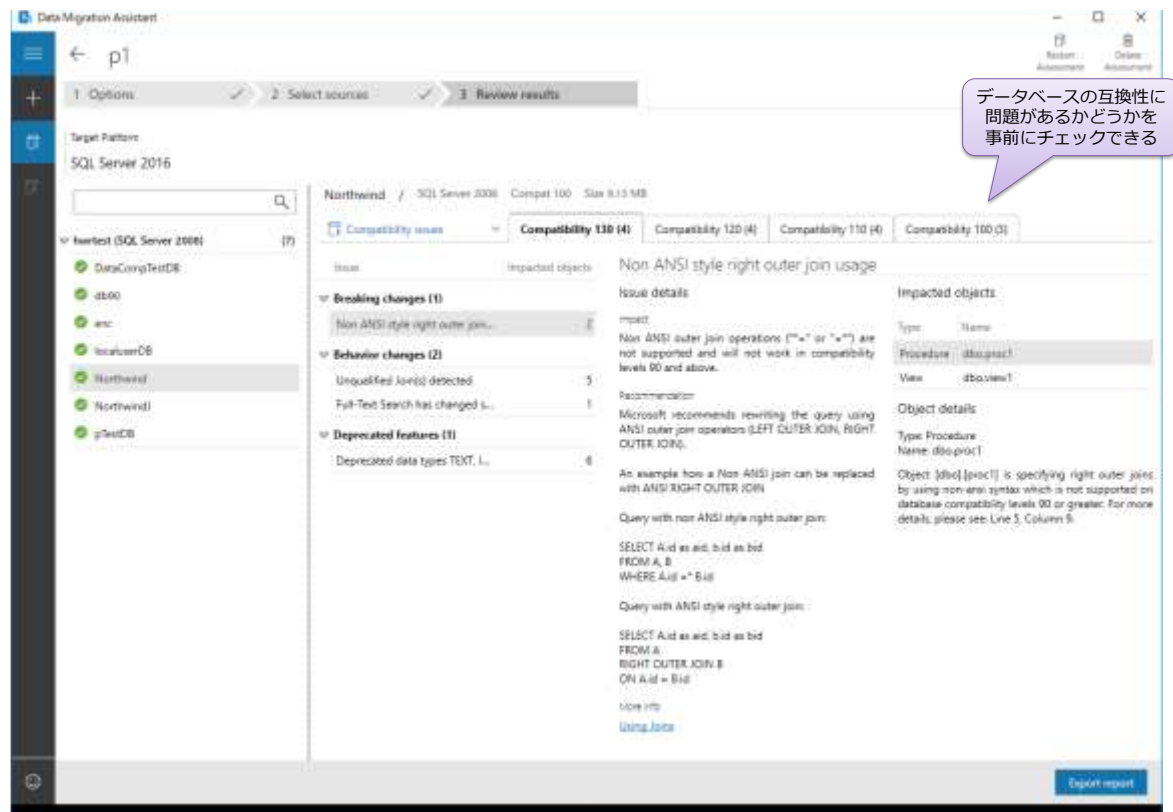 Data Migration Assistant
p1
Restart Assessment
Delete Assessment
1 Options
2 Select sources
3 Review results
データベースの互換性に
問題があるかどうかを
事前にチェックできる
Target Platform
SQL Server 2016
Northwind / SQL Server 2008 Compat 100 Size 9.13 MB
Compatibility issues
Compatibility 130 (4)
Compatibility 120 (4)
Compatibility 110 (4)
Compatibility 100 (3)
(SQL Server 2008) (7)
DataCompTestDB
db90
enc
localuserDB
Northwind
NorthwindJ
pTestDB
Issue Impacted objects
Breaking changes (1)
Non ANSI style right outer join... 2
Behavior changes (2)
Unqualified Join(s) detected 5
Full-Text Search has changed s... 1
Deprecated features (1)
Deprecated data types TEXT, I... 6
Non ANSI style right outer join usage
Issue details
Impact
Non ANSI outer join operations ("*=" or "=*") are
not supported and will not work in compatibility
levels 90 and above.
Recommendation
Microsoft recommends rewriting the query using
ANSI outer join operators (LEFT OUTER JOIN, RIGHT
OUTER JOIN).
An example how a Non ANSI join can be replaced
with ANSI RIGHT OUTER JOIN
Query with non ANSI style right outer join:
SELECT A.id as aid, b.id as bid
FROM A, B
WHERE A.id =* B.id
Query with ANSI style right outer join:
SELECT A.id as aid, b.id as bid
FROM A
RIGHT OUTER JOIN B
ON A.id = B.id
More info
Using Joins
Impacted objects
Type Name
Procedure dbo.proc1
View dbo.view1
Object details
Type: Procedure
Name: dbo.proc1
Object [dbo].[proc1] is specifying right outer joins
by using non-ansi syntax which is not supported on
database compatibility levels 90 or greater. For more
details, please see: Line 5, Column 9.
Export report